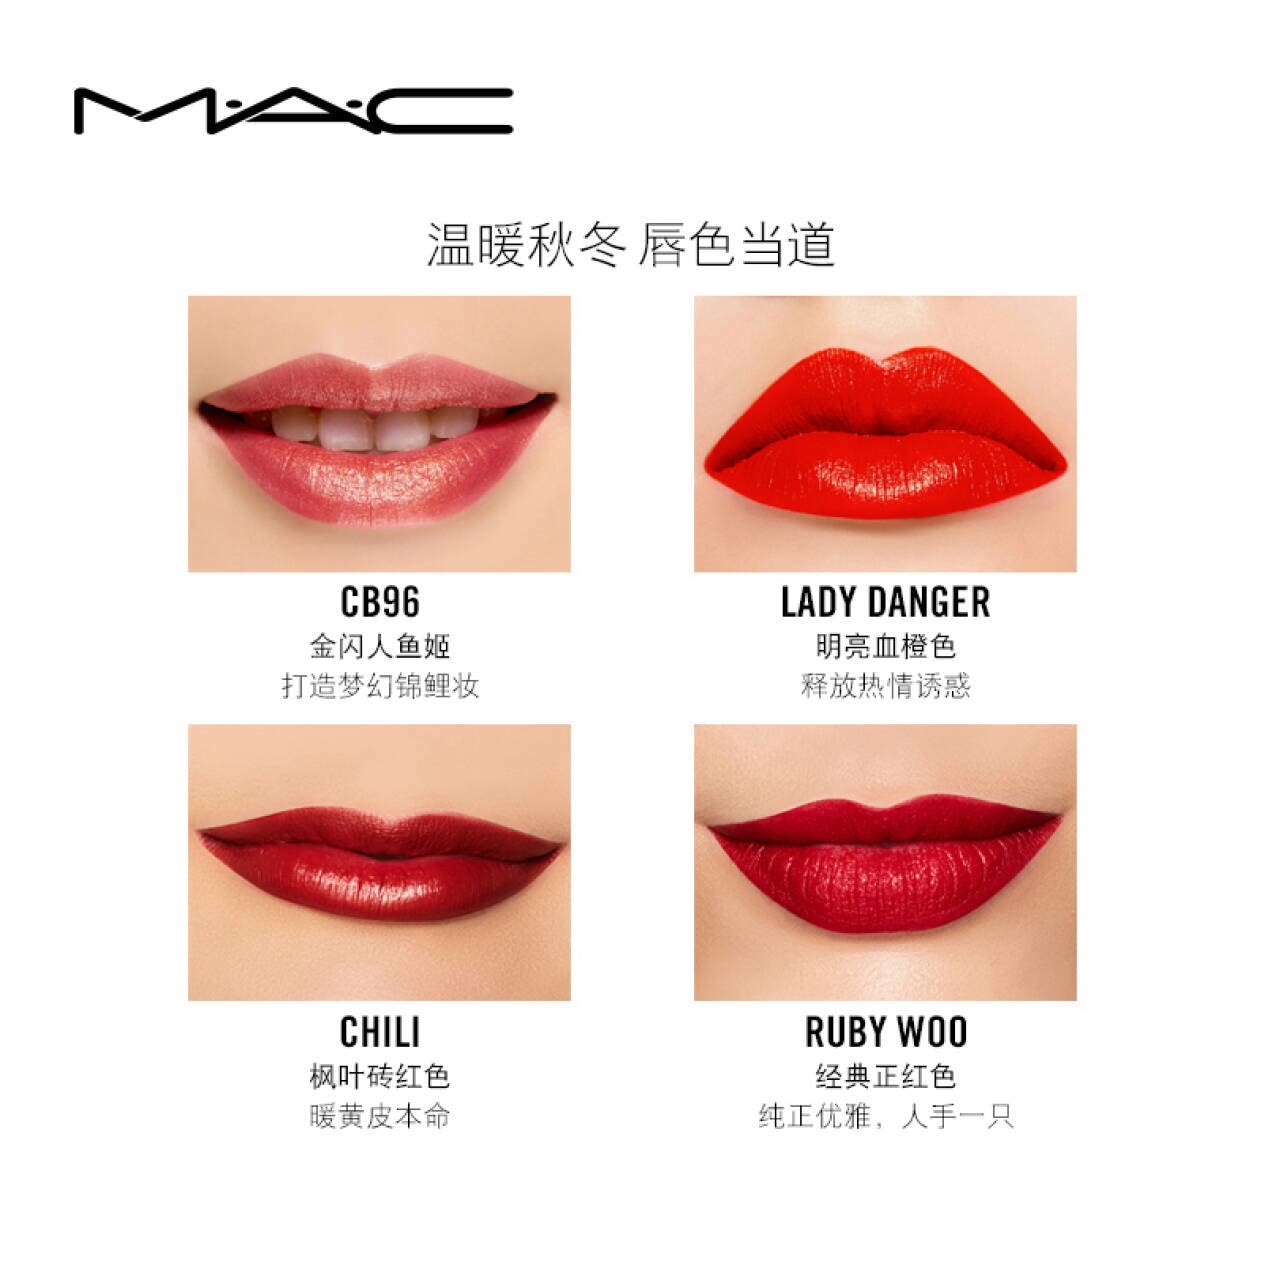 M·A·C
温暖秋冬 唇色当道
CB96
金闪人鱼姬
打造梦幻锦鲤妆
LADY DANGER
明亮血橙色
释放热情诱惑
CHILI
枫叶砖红色
暖黄皮本命
RUBY WOO
经典正红色
纯正优雅，人手一只